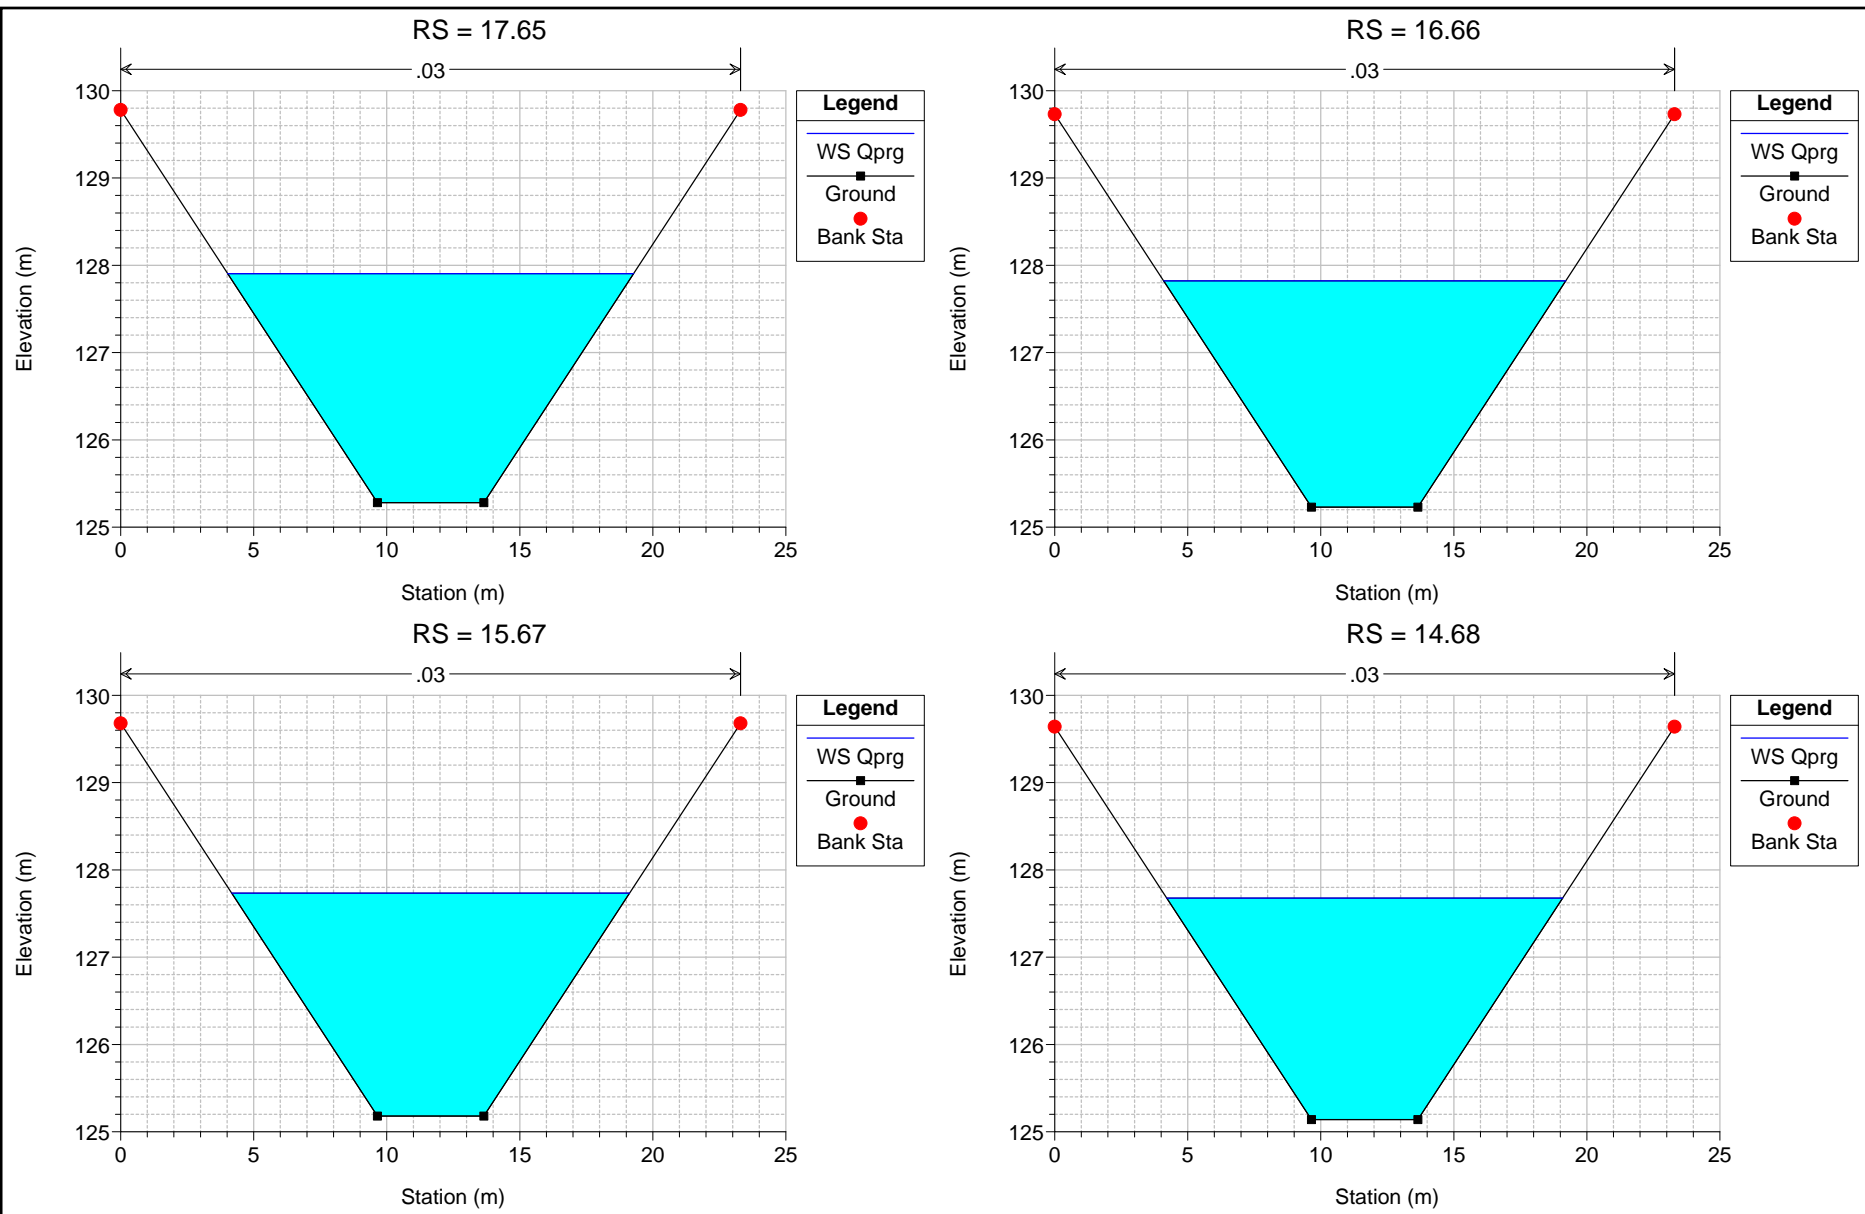 RS = 17.65
.03
130
129
128
127
126
125
0 5 10 15 20 25
Elevation (m)
Station (m)
Legend
WS Qprg
Ground
Bank Sta
RS = 16.66
.03
130
129
128
127
126
125
0 5 10 15 20 25
Elevation (m)
Station (m)
Legend
WS Qprg
Ground
Bank Sta
RS = 15.67
.03
130
129
128
127
126
125
0 5 10 15 20 25
Elevation (m)
Station (m)
Legend
WS Qprg
Ground
Bank Sta
RS = 14.68
.03
130
129
128
127
126
125
0 5 10 15 20 25
Elevation (m)
Station (m)
Legend
WS Qprg
Ground
Bank Sta